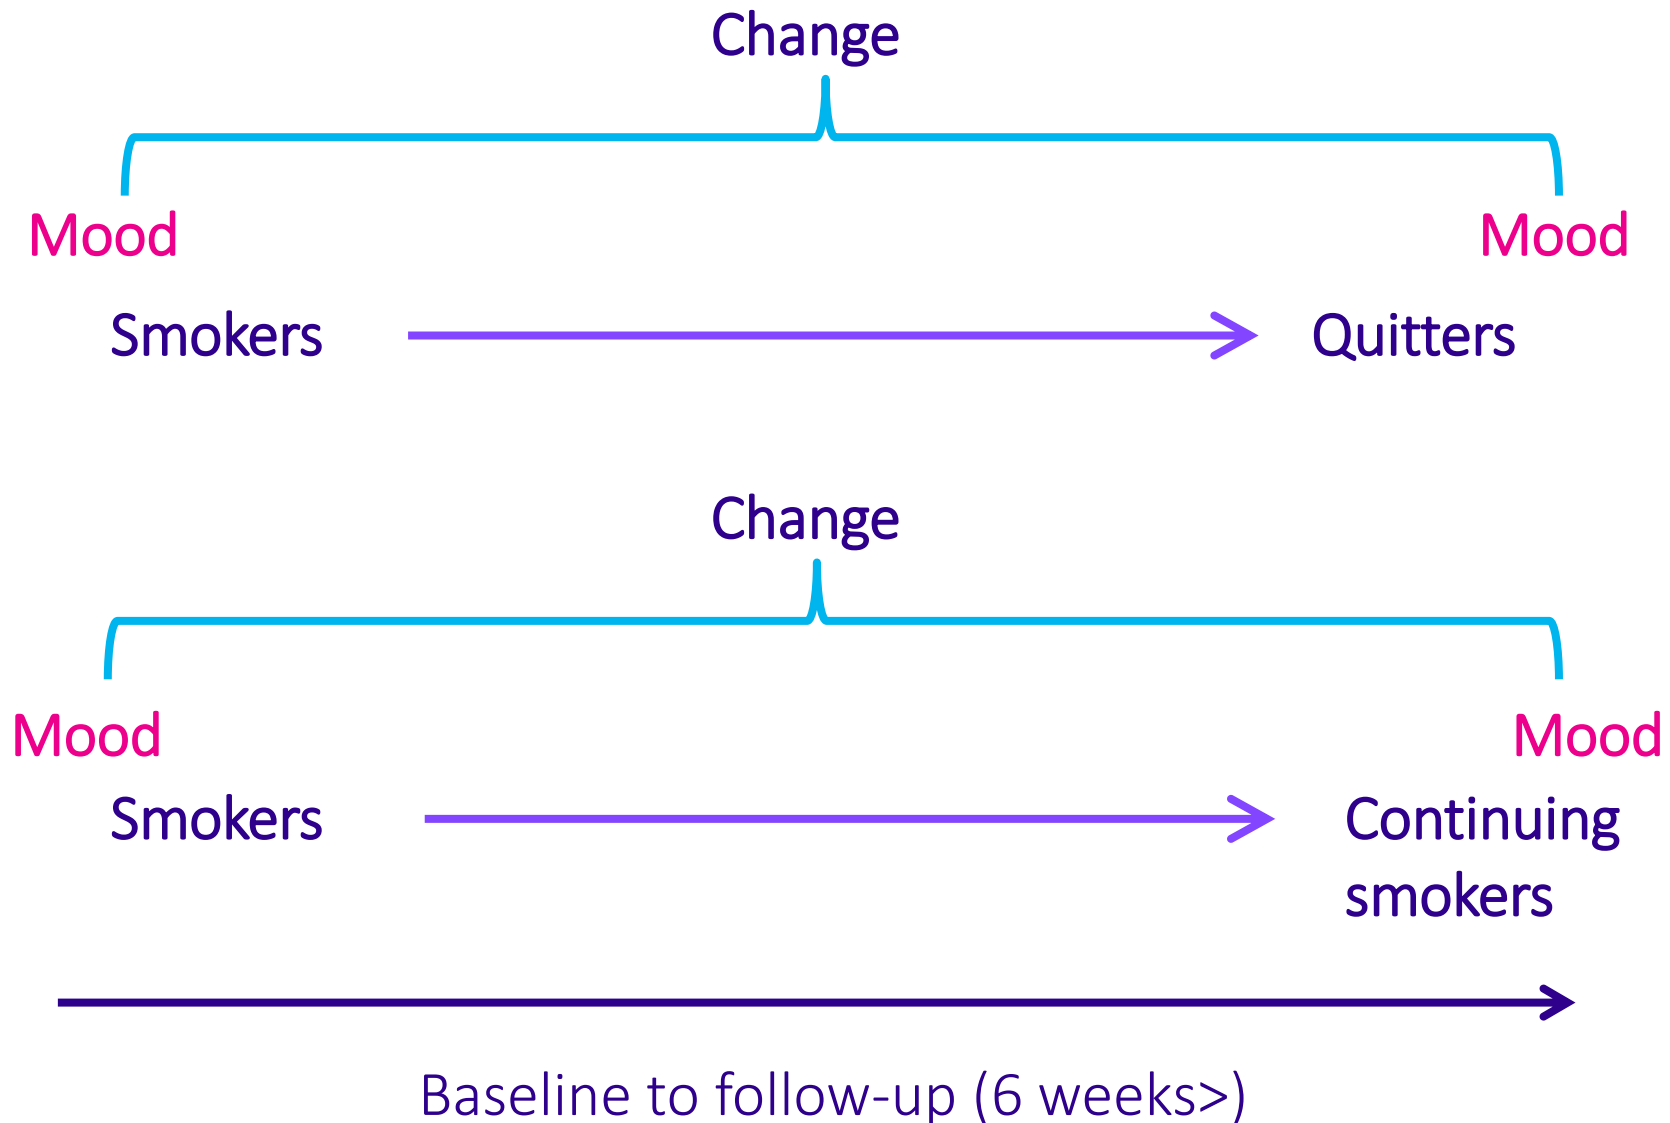 Change
Mood
Mood
Smokers
Quitters
Change
Mood
Mood
Smokers
Continuing
smokers
Baseline to follow-up (6 weeks>)